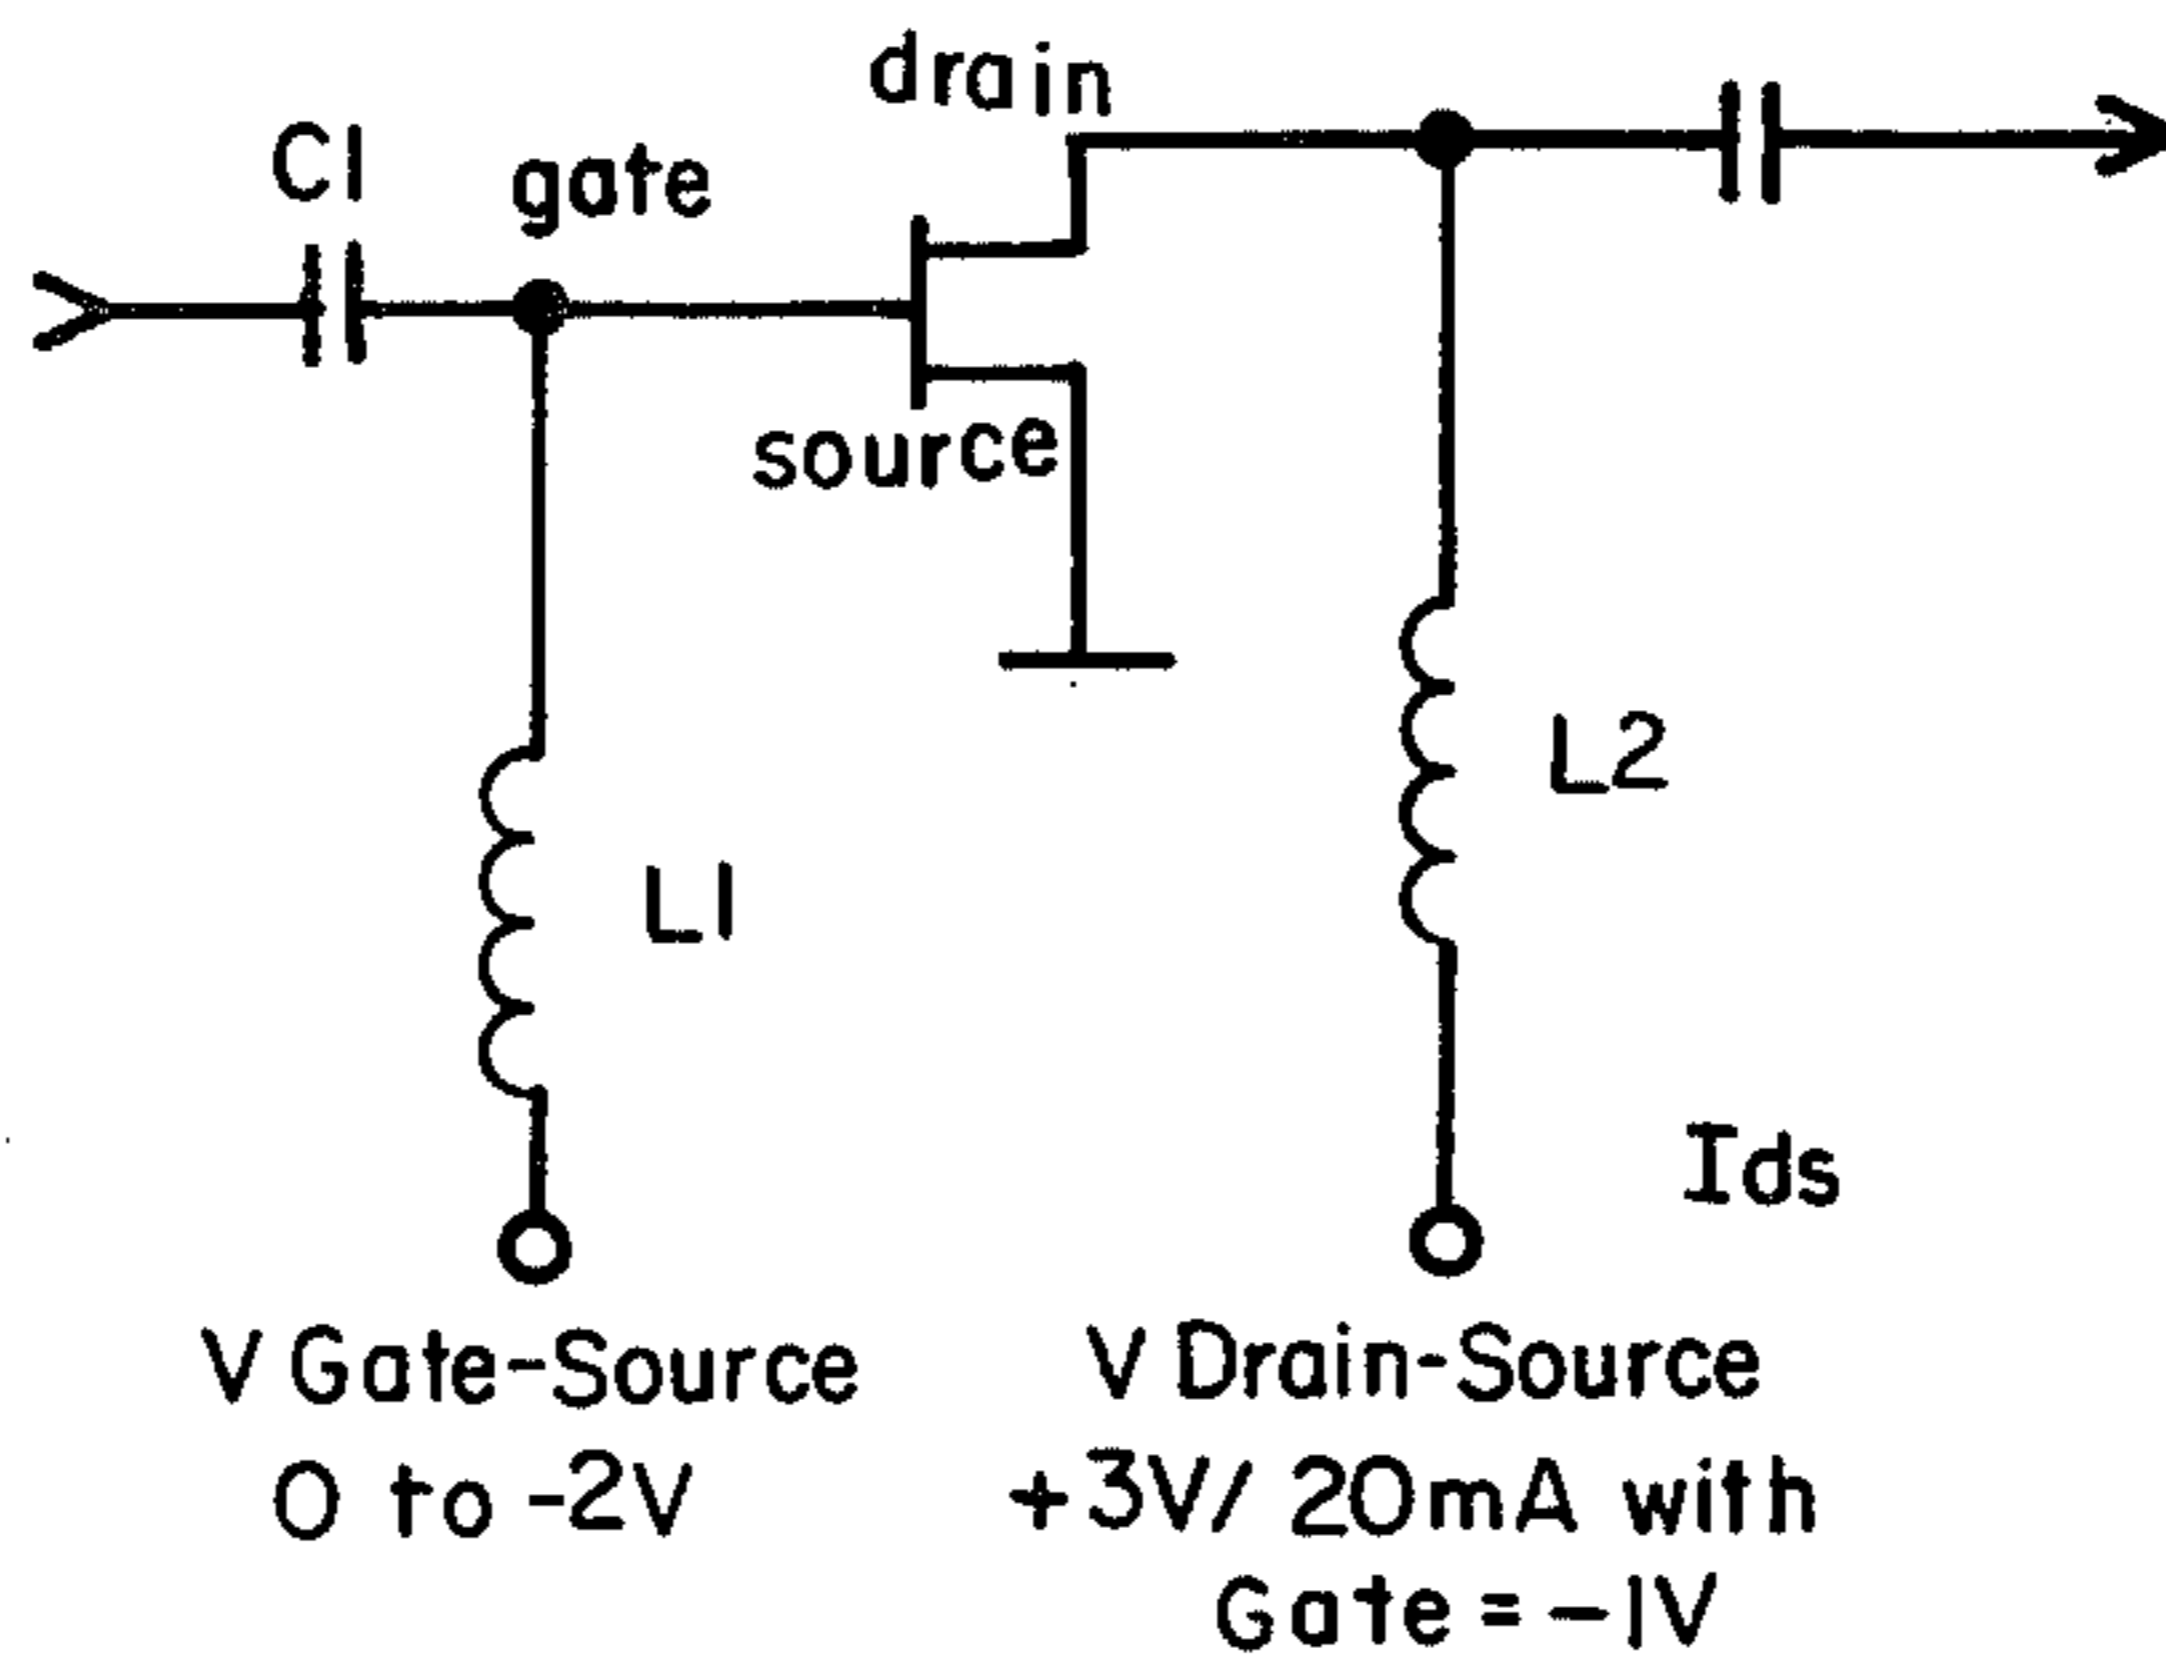 drain
C1
gate
source
L2
L1
Ids
V Gate-Source
0 to -2V
V Drain-Source
+3V/20mA with
Gate = -1V